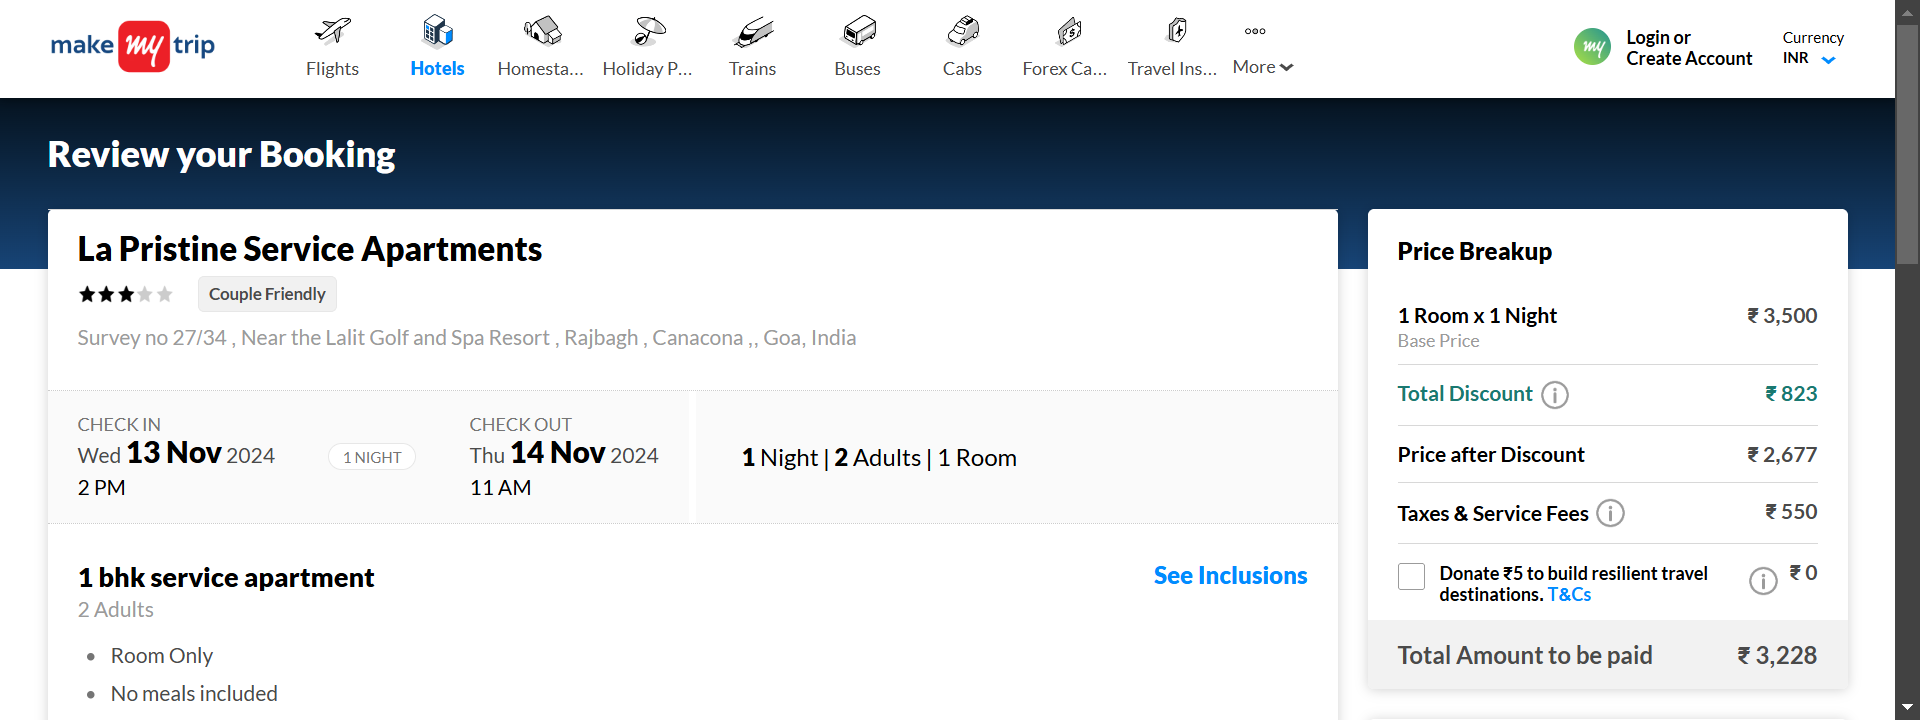 make my trip
Flights
Hotels
Homesta...
Holiday P...
Trains
Buses
Cabs
Forex Ca...
Travel Ins...
More
my
Login or
Create Account
Currency
INR
Review your Booking
La Pristine Service Apartments
Couple Friendly
Survey no 27/34 , Near the Lalit Golf and Spa Resort , Rajbagh , Canacona ,, Goa, India
CHECK IN
Wed 13 Nov 2024
2 PM
1 NIGHT
CHECK OUT
Thu 14 Nov 2024
11 AM
1 Night | 2 Adults | 1 Room
1 bhk service apartment
See Inclusions
2 Adults
• Room Only
• No meals included
Price Breakup
1 Room x 1 Night ₹ 3,500
Base Price
Total Discount i ₹ 823
Price after Discount ₹ 2,677
Taxes & Service Fees i ₹ 550
Donate ₹5 to build resilient travel i ₹ 0
destinations. T&Cs
Total Amount to be paid ₹ 3,228